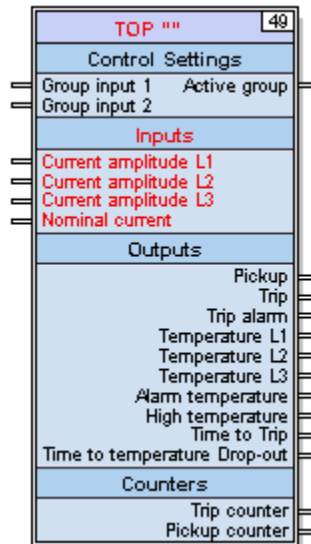 TOP "" 49
Control Settings
Group input 1 Active group
Group input 2
Inputs
Current amplitude L1
Current amplitude L2
Current amplitude L3
Nominal current
Outputs
Pickup
Trip
Trip alarm
Temperature L1
Temperature L2
Temperature L3
Alarm temperature
High temperature
Time to Trip
Time to temperature Drop-out
Counters
Trip counter
Pickup counter